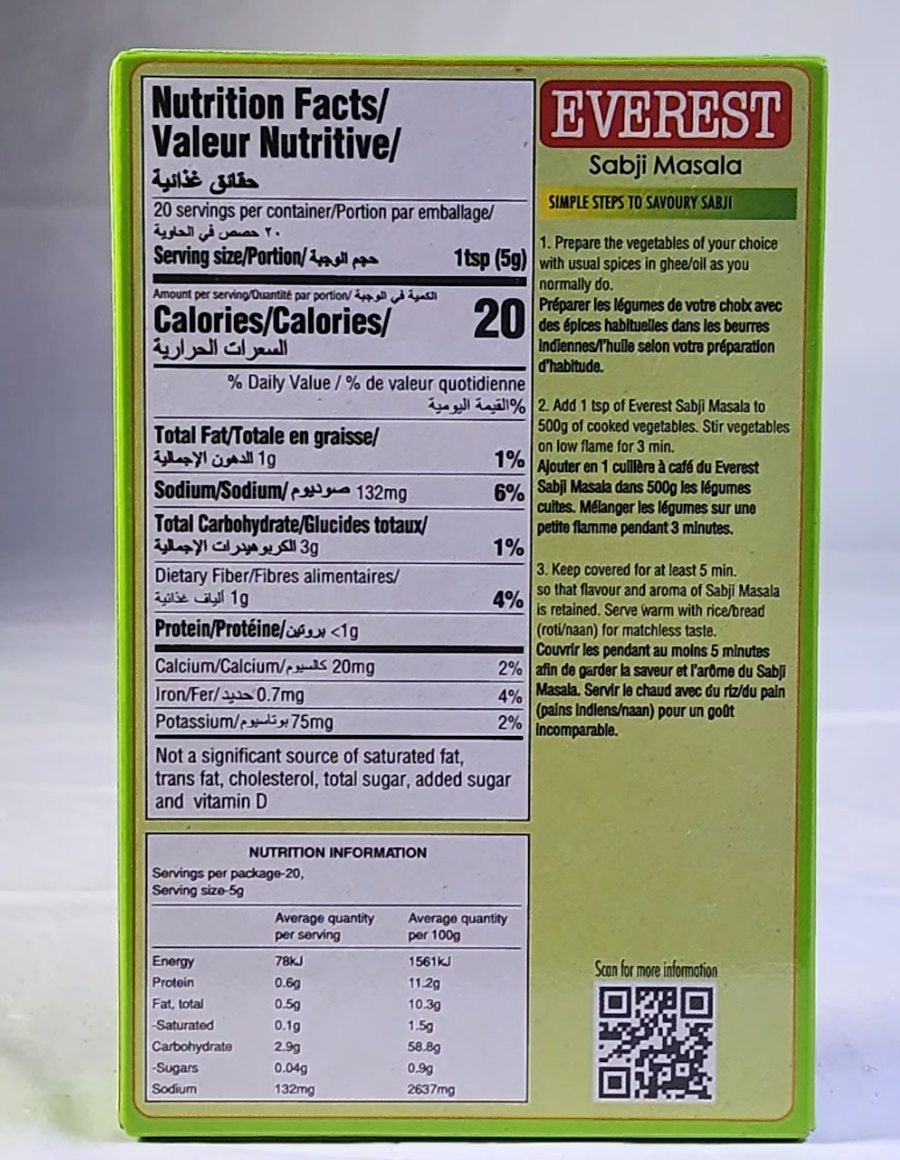 Nutrition Facts/
Valeur Nutritive/
حقائق غذائية
20 servings per container/Portion par emballage/
٢٠ حصص في الحاوية
Serving size/Portion/حجم الوجبة 1tsp (5g)
Amount per serving/Quantité par portion/الكمية في الوجبة
Calories/Calories/ 20
السعرات الحرارية
% Daily Value / % de valeur quotidienne
%القيمة اليومية
Total Fat/Totale en graisse/
الدهون الإجمالية 1g 1%
Sodium/Sodium/صوديوم 132mg 6%
Total Carbohydrate/Glucides totaux/
الكربوهيدرات الإجمالية 3g 1%
Dietary Fiber/Fibres alimentaires/
ألياف غذائية 1g 4%
Protein/Protéine/بروتين <1g
Calcium/Calcium/كالسيوم 20mg 2%
Iron/Fer/حديد 0.7mg 4%
Potassium/بوتاسيوم 75mg 2%
Not a significant source of saturated fat,
trans fat, cholesterol, total sugar, added sugar
and vitamin D
NUTRITION INFORMATION
Servings per package-20,
Serving size-5g
Average quantity Average quantity
per serving per 100g
Energy 78kJ 1561kJ
Protein 0.6g 11.2g
Fat, total 0.5g 10.3g
-Saturated 0.1g 1.5g
Carbohydrate 2.9g 58.8g
-Sugars 0.04g 0.9g
Sodium 132mg 2637mg
EVEREST
Sabji Masala
SIMPLE STEPS TO SAVOURY SABJI
1. Prepare the vegetables of your choice
with usual spices in ghee/oil as you
normally do.
Préparer les légumes de votre choix avec
des épices habituelles dans les beurres
Indiennes/l'huile selon votre préparation
d'habitude.
2. Add 1 tsp of Everest Sabji Masala to
500g of cooked vegetables. Stir vegetables
on low flame for 3 min.
Ajouter en 1 cuillère à café du Everest
Sabji Masala dans 500g les légumes
cuites. Mélanger les légumes sur une
petite flamme pendant 3 minutes.
3. Keep covered for at least 5 min.
so that flavour and aroma of Sabji Masala
is retained. Serve warm with rice/bread
(roti/naan) for matchless taste.
Couvrir les pendant au moins 5 minutes
afin de garder la saveur et l'arôme du Sabji
Masala. Servir le chaud avec du riz/du pain
(pains Indiens/naan) pour un goût
Incomparable.
Scan for more information